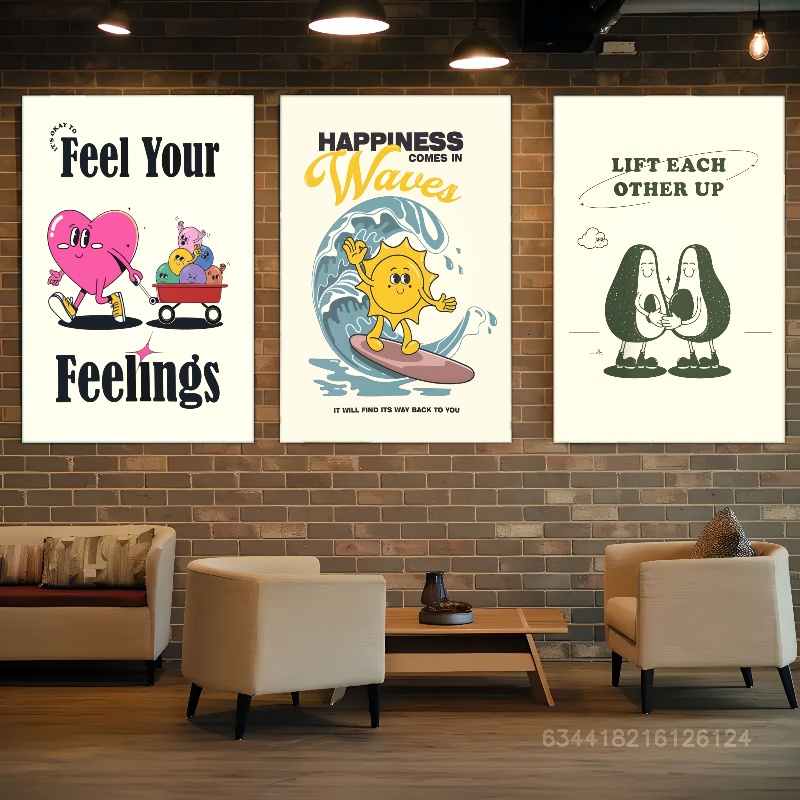 IT'S OKAY TO
Feel Your
Feelings
HAPPINESS
COMES IN
Waves
IT WILL FIND ITS WAY BACK TO YOU
LIFT EACH
OTHER UP
634418216126124